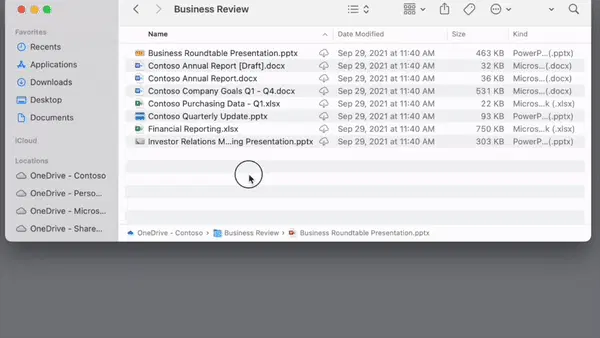 Business Review
Favorites
Recents
Applications
Downloads
Desktop
Documents
iCloud
Locations
OneDrive - Contoso
OneDrive - Perso...
OneDrive - Micros...
OneDrive - Share...
Name Date Modified Size Kind
Business Roundtable Presentation.pptx Sep 29, 2021 at 11:40 AM 463 KB PowerP...(.pptx)
Contoso Annual Report [Draft].docx Sep 29, 2021 at 11:40 AM 32 KB Micros...(.docx)
Contoso Annual Report.docx Sep 29, 2021 at 11:40 AM 36 KB Micros...(.docx)
Contoso Company Goals Q1 - Q4.docx Sep 29, 2021 at 11:40 AM 531 KB Micros...(.docx)
Contoso Purchasing Data - Q1.xlsx Sep 29, 2021 at 11:40 AM 22 KB Micros...k (.xlsx)
Contoso Quarterly Update.pptx Sep 29, 2021 at 11:40 AM 93 KB PowerP...(.pptx)
Financial Reporting.xlsx Sep 29, 2021 at 11:40 AM 750 KB Micros...k (.xlsx)
Investor Relations M...ing Presentation.pptx Sep 29, 2021 at 11:40 AM 303 KB PowerP...(.pptx)
OneDrive - Contoso › Business Review › Business Roundtable Presentation.pptx